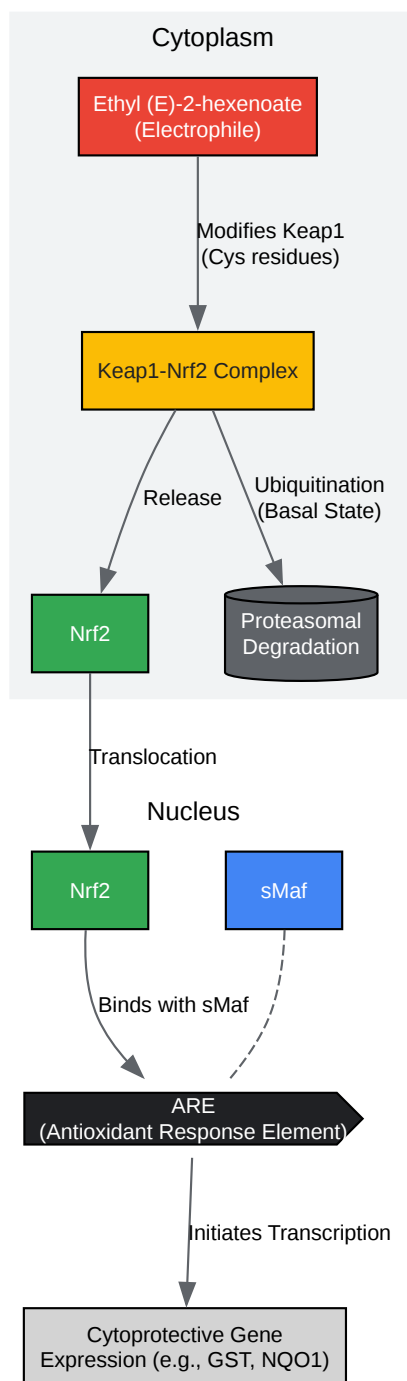 Cytoplasm
Ethyl (E)-2-hexenoate
(Electrophile)
Modifies Keap1
(Cys residues)
Keap1-Nrf2 Complex
Release
Ubiquitination
(Basal State)
Nrf2
Proteasomal
Degradation
Translocation
Nucleus
Nrf2
sMaf
Binds with sMaf
ARE
(Antioxidant Response Element)
Initiates Transcription
Cytoprotective Gene
Expression (e.g., GST, NQO1)